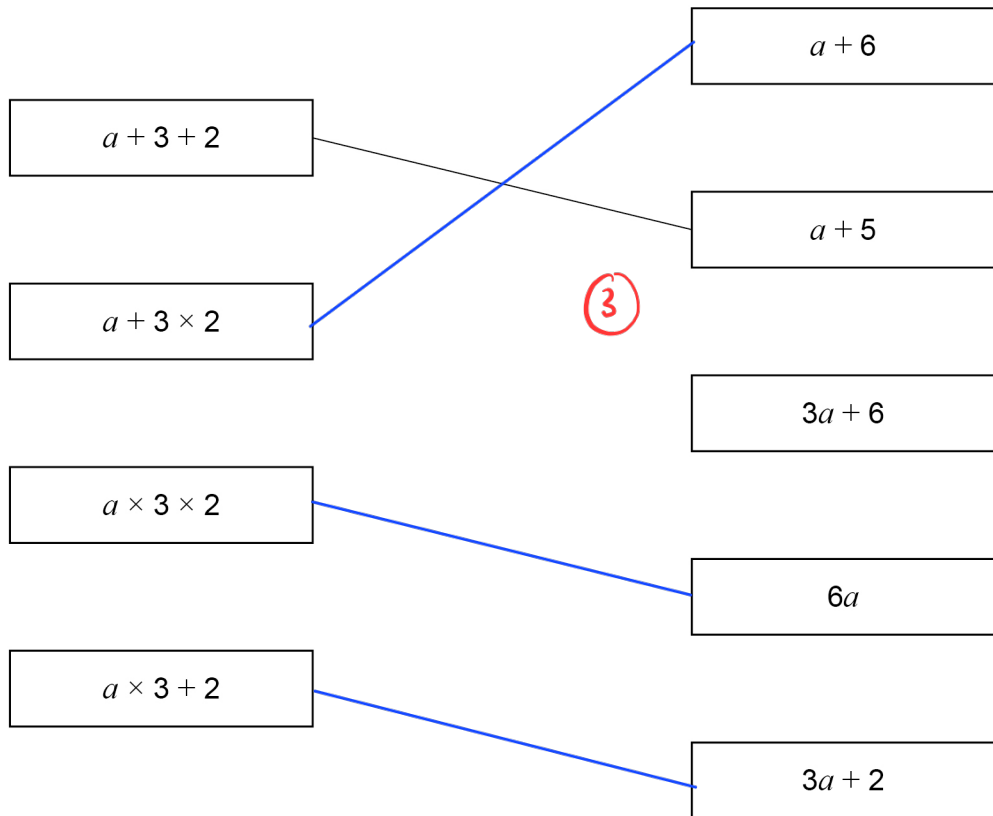 a + 6
a + 3 + 2
a + 5
a + 3 × 2
3
3a + 6
a × 3 × 2
6a
a × 3 + 2
3a + 2